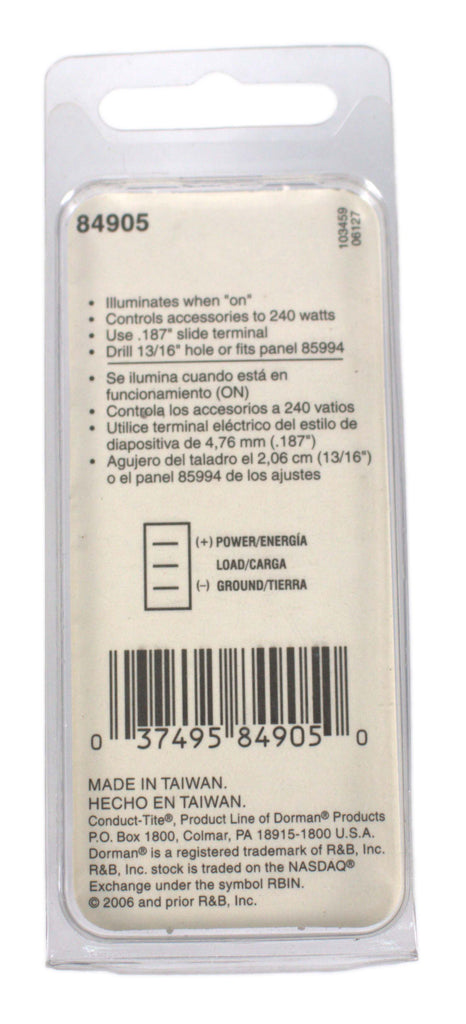 84905
103459
06127
• Illuminates when "on"
• Controls accessories to 240 watts
• Use .187" slide terminal
• Drill 13/16" hole or fits panel 85994
• Se ilumina cuando está en
funcionamiento (ON)
• Controla los accesorios a 240 vatios
• Utilice terminal eléctrico del estilo de
diapositiva de 4,76 mm (.187")
• Agujero del taladro el 2,06 cm (13/16")
o el panel 85994 de los ajustes
(+) POWER/ENERGÍA
LOAD/CARGA
(–) GROUND/TIERRA
0 37495 84905 0
MADE IN TAIWAN.
HECHO EN TAIWAN.
Conduct-Tite®, Product Line of Dorman® Products
P.O. Box 1800, Colmar, PA 18915-1800 U.S.A.
Dorman® is a registered trademark of R&B, Inc.
R&B, Inc. stock is traded on the NASDAQ®
Exchange under the symbol RBIN.
© 2006 and prior R&B, Inc.